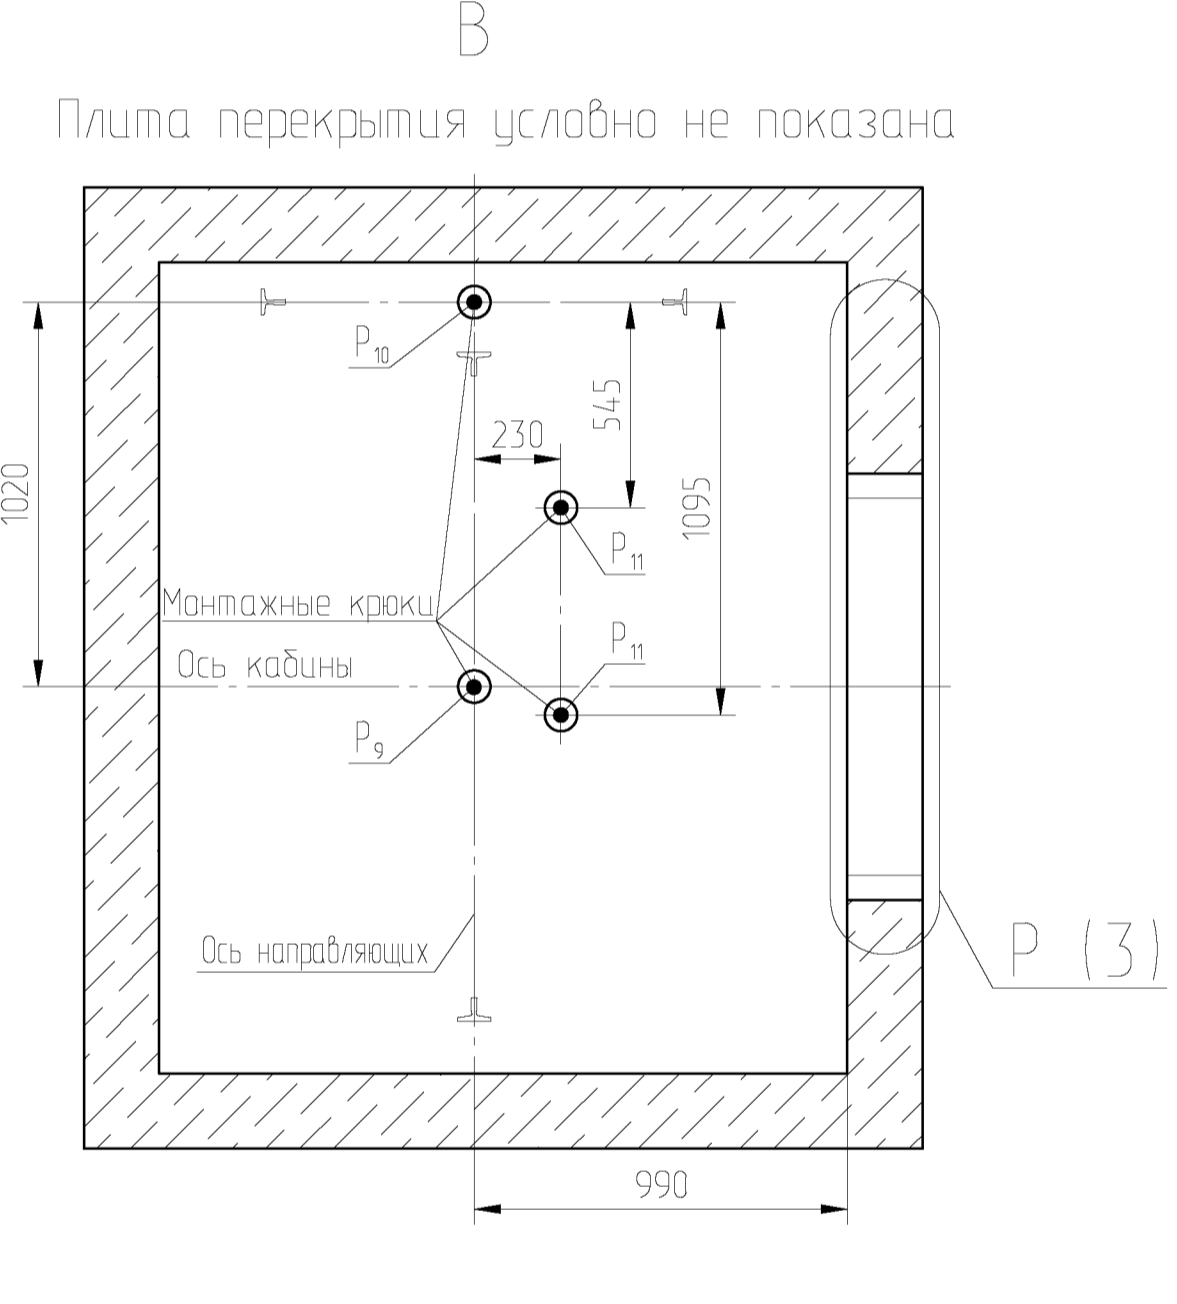 В
Плита перекрытия условно не показана
P10
545
230
1020
1095
P11
Монтажные крюки
P11
Ось кабины
P9
Ось направляющих
P (3)
990